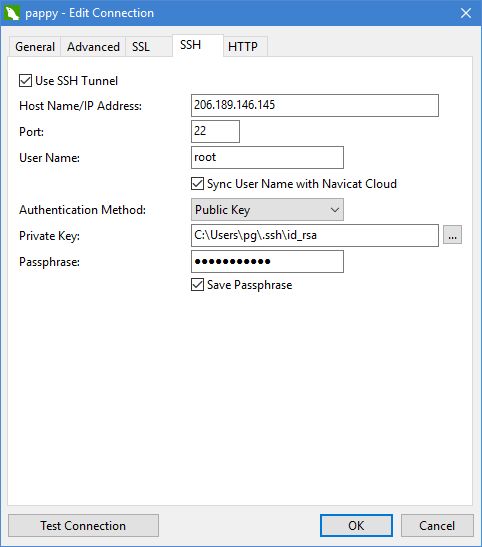 pappy - Edit Connection
General Advanced SSL SSH HTTP
Use SSH Tunnel
Host Name/IP Address: 206.189.146.145
Port: 22
User Name: root
Sync User Name with Navicat Cloud
Authentication Method: Public Key
Private Key: C:\Users\pg\.ssh\id_rsa ...
Passphrase: ●●●●●●●●●●●
Save Passphrase
Test Connection OK Cancel